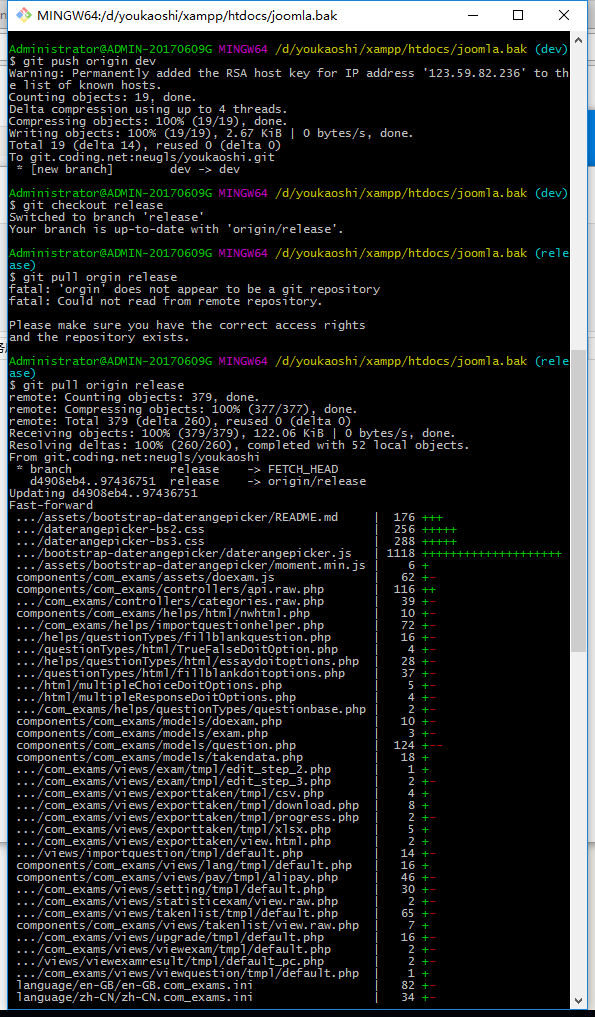 MINGW64:/d/youkaoshi/xampp/htdocs/joomla.bak
Administrator@ADMIN-20170609G MINGW64 /d/youkaoshi/xampp/htdocs/joomla.bak (dev)
$ git push origin dev
Warning: Permanently added the RSA host key for IP address '123.59.82.236' to th
e list of known hosts.
Counting objects: 19, done.
Delta compression using up to 4 threads.
Compressing objects: 100% (19/19), done.
Writing objects: 100% (19/19), 2.67 KiB | 0 bytes/s, done.
Total 19 (delta 14), reused 0 (delta 0)
To git.coding.net:neugls/youkaoshi.git
 * [new branch]      dev -> dev
Administrator@ADMIN-20170609G MINGW64 /d/youkaoshi/xampp/htdocs/joomla.bak (dev)
$ git checkout release
Switched to branch 'release'
Your branch is up-to-date with 'origin/release'.
Administrator@ADMIN-20170609G MINGW64 /d/youkaoshi/xampp/htdocs/joomla.bak (rele
ase)
$ git pull orgin release
fatal: 'orgin' does not appear to be a git repository
fatal: Could not read from remote repository.
Please make sure you have the correct access rights
and the repository exists.
Administrator@ADMIN-20170609G MINGW64 /d/youkaoshi/xampp/htdocs/joomla.bak (rele
ase)
$ git pull origin release
remote: Counting objects: 379, done.
remote: Compressing objects: 100% (377/377), done.
remote: Total 379 (delta 260), reused 0 (delta 0)
Receiving objects: 100% (379/379), 122.06 KiB | 0 bytes/s, done.
Resolving deltas: 100% (260/260), completed with 52 local objects.
From git.coding.net:neugls/youkaoshi
 * branch            release    -> FETCH_HEAD
   d4908eb4..97436751  release    -> origin/release
Updating d4908eb4..97436751
Fast-forward
 .../assets/bootstrap-daterangepicker/README.md     |  176 +++
 .../daterangepicker-bs2.css                        |  256 +++++
 .../daterangepicker-bs3.css                        |  288 +++++
 .../bootstrap-daterangepicker/daterangepicker.js   | 1118 ++++++++++++++++++++
 .../assets/bootstrap-daterangepicker/moment.min.js |    6 +
 components/com_exams/assets/doexam.js              |   62 +-
 components/com_exams/controllers/api.raw.php       |  116 ++
 .../com_exams/controllers/categories.raw.php       |   39 +-
 components/com_exams/helps/html/nwhtml.php         |   10 +-
 .../com_exams/helps/importquestionhelper.php       |   72 +-
 .../helps/questionTypes/fillblankquestion.php      |   16 +-
 .../questionTypes/html/TrueFalseDoitOption.php     |    4 +-
 .../helps/questionTypes/html/essaydoitoptions.php  |   28 +-
 .../questionTypes/html/fillblankdoitoptions.php    |   37 +-
 .../html/multipleChoiceDoitOptions.php             |    5 +-
 .../html/multipleResponseDoitOptions.php           |    4 +-
 .../com_exams/helps/questionTypes/questionbase.php |    2 +-
 components/com_exams/models/doexam.php             |   10 +-
 components/com_exams/models/exam.php               |    3 +-
 components/com_exams/models/question.php           |  124 +--
 components/com_exams/models/takendata.php          |   18 +
 .../com_exams/views/exam/tmpl/edit_step_2.php      |    1 +
 .../com_exams/views/exam/tmpl/edit_step_3.php      |    2 +-
 .../com_exams/views/exporttaken/tmpl/csv.php       |    4 +
 .../com_exams/views/exporttaken/tmpl/download.php  |    8 +
 .../com_exams/views/exporttaken/tmpl/progress.php  |    2 +-
 .../com_exams/views/exporttaken/tmpl/xlsx.php      |    5 +
 .../com_exams/views/exporttaken/view.html.php      |    2 +
 .../views/importquestion/tmpl/default.php          |   14 +-
 components/com_exams/views/lang/tmpl/default.php   |   16 +
 components/com_exams/views/pay/tmpl/alipay.php     |   46 +-
 .../com_exams/views/setting/tmpl/default.php       |   30 +-
 .../com_exams/views/statisticexam/view.raw.php     |    2 +-
 .../com_exams/views/takenlist/tmpl/default.php     |   65 +-
 components/com_exams/views/takenlist/view.raw.php  |    7 +
 .../com_exams/views/upgrade/tmpl/default.php       |   16 +-
 .../com_exams/views/viewexam/tmpl/default.php      |    2 +-
 .../views/viewexamresult/tmpl/default_pc.php       |    2 +-
 .../com_exams/views/viewquestion/tmpl/default.php  |    1 +
 language/en-GB/en-GB.com_exams.ini                 |   82 +-
 language/zh-CN/zh-CN.com_exams.ini                 |   34 +-